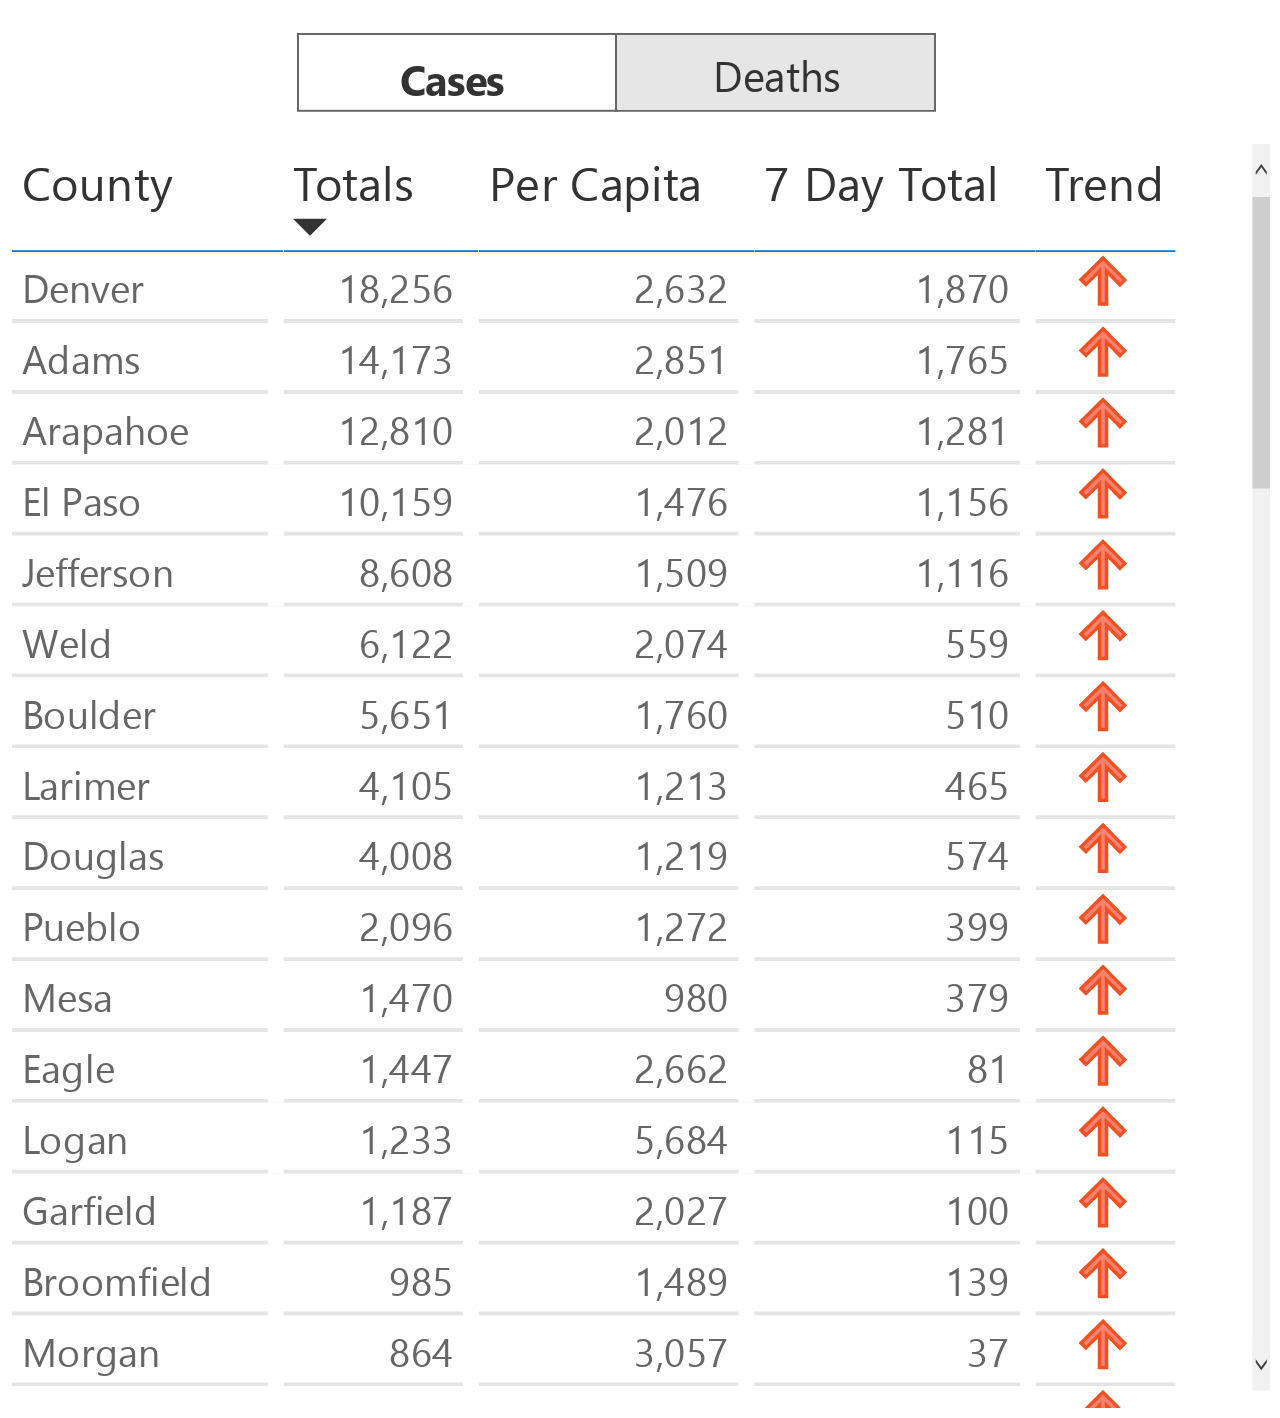 Cases Deaths
County Totals Per Capita 7 Day Total Trend
Denver 18,256 2,632 1,870
Adams 14,173 2,851 1,765
Arapahoe 12,810 2,012 1,281
El Paso 10,159 1,476 1,156
Jefferson 8,608 1,509 1,116
Weld 6,122 2,074 559
Boulder 5,651 1,760 510
Larimer 4,105 1,213 465
Douglas 4,008 1,219 574
Pueblo 2,096 1,272 399
Mesa 1,470 980 379
Eagle 1,447 2,662 81
Logan 1,233 5,684 115
Garfield 1,187 2,027 100
Broomfield 985 1,489 139
Morgan 864 3,057 37